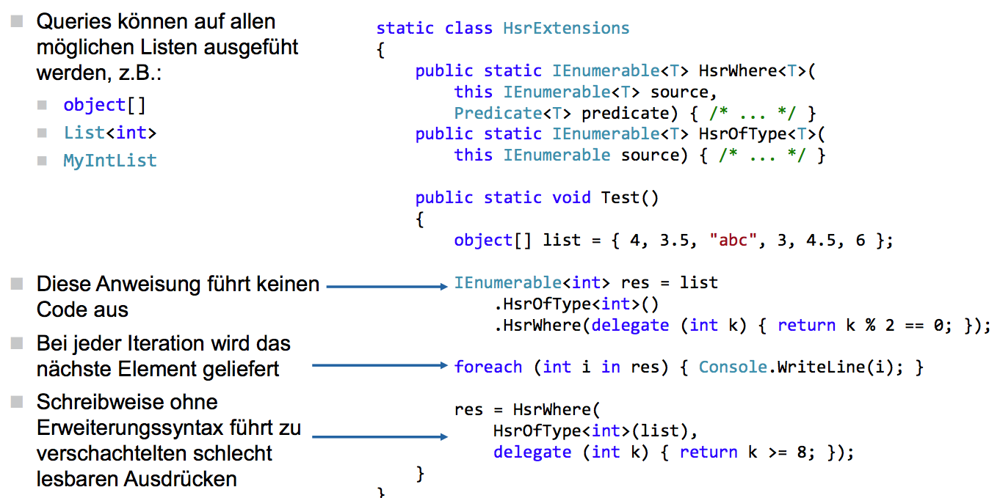 Queries können auf allen
möglichen Listen ausgefüht
werden, z.B.:
object[]
List<int>
MyIntList
Diese Anweisung führt keinen
Code aus
Bei jeder Iteration wird das
nächste Element geliefert
Schreibweise ohne
Erweiterungssyntax führt zu
verschachtelten schlecht
lesbaren Ausdrücken
static class HsrExtensions
{
    public static IEnumerable<T> HsrWhere<T>(
        this IEnumerable<T> source,
        Predicate<T> predicate) { /* ... */ }
    public static IEnumerable<T> HsrOfType<T>(
        this IEnumerable source) { /* ... */ }
    public static void Test()
    {
        object[] list = { 4, 3.5, "abc", 3, 4.5, 6 };
        IEnumerable<int> res = list
            .HsrOfType<int>()
            .HsrWhere(delegate (int k) { return k % 2 == 0; });
        foreach (int i in res) { Console.WriteLine(i); }
        res = HsrWhere(
            HsrOfType<int>(list),
            delegate (int k) { return k >= 8; });
    }
}